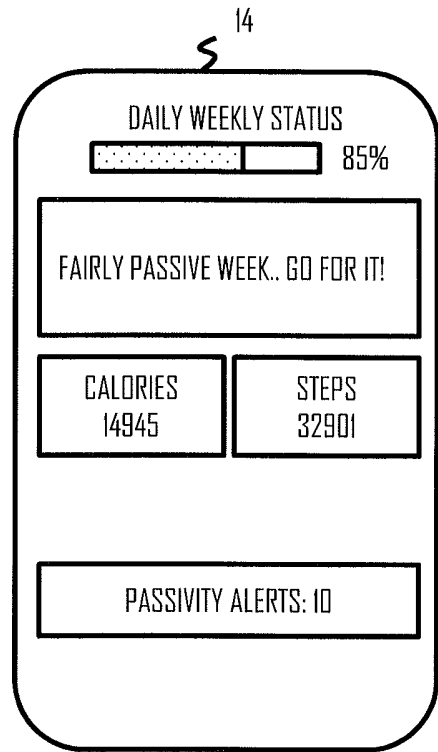 14
DAILY WEEKLY STATUS
85%
FAIRLY PASSIVE WEEK.. GO FOR IT!
CALORIES
14945
STEPS
32901
PASSIVITY ALERTS: 10